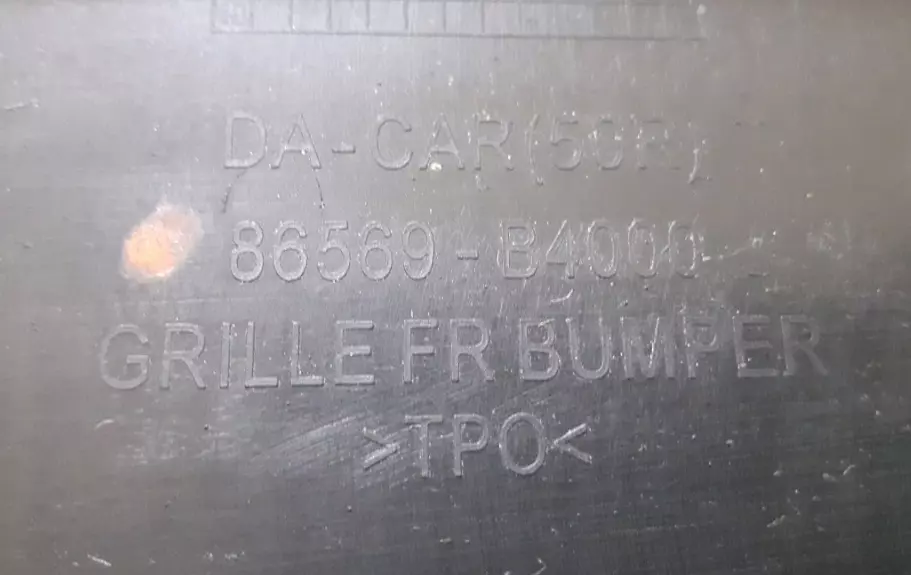 DA-CAR(50R)
86569-B4000
GRILLE FR BUMPER
>TPO<